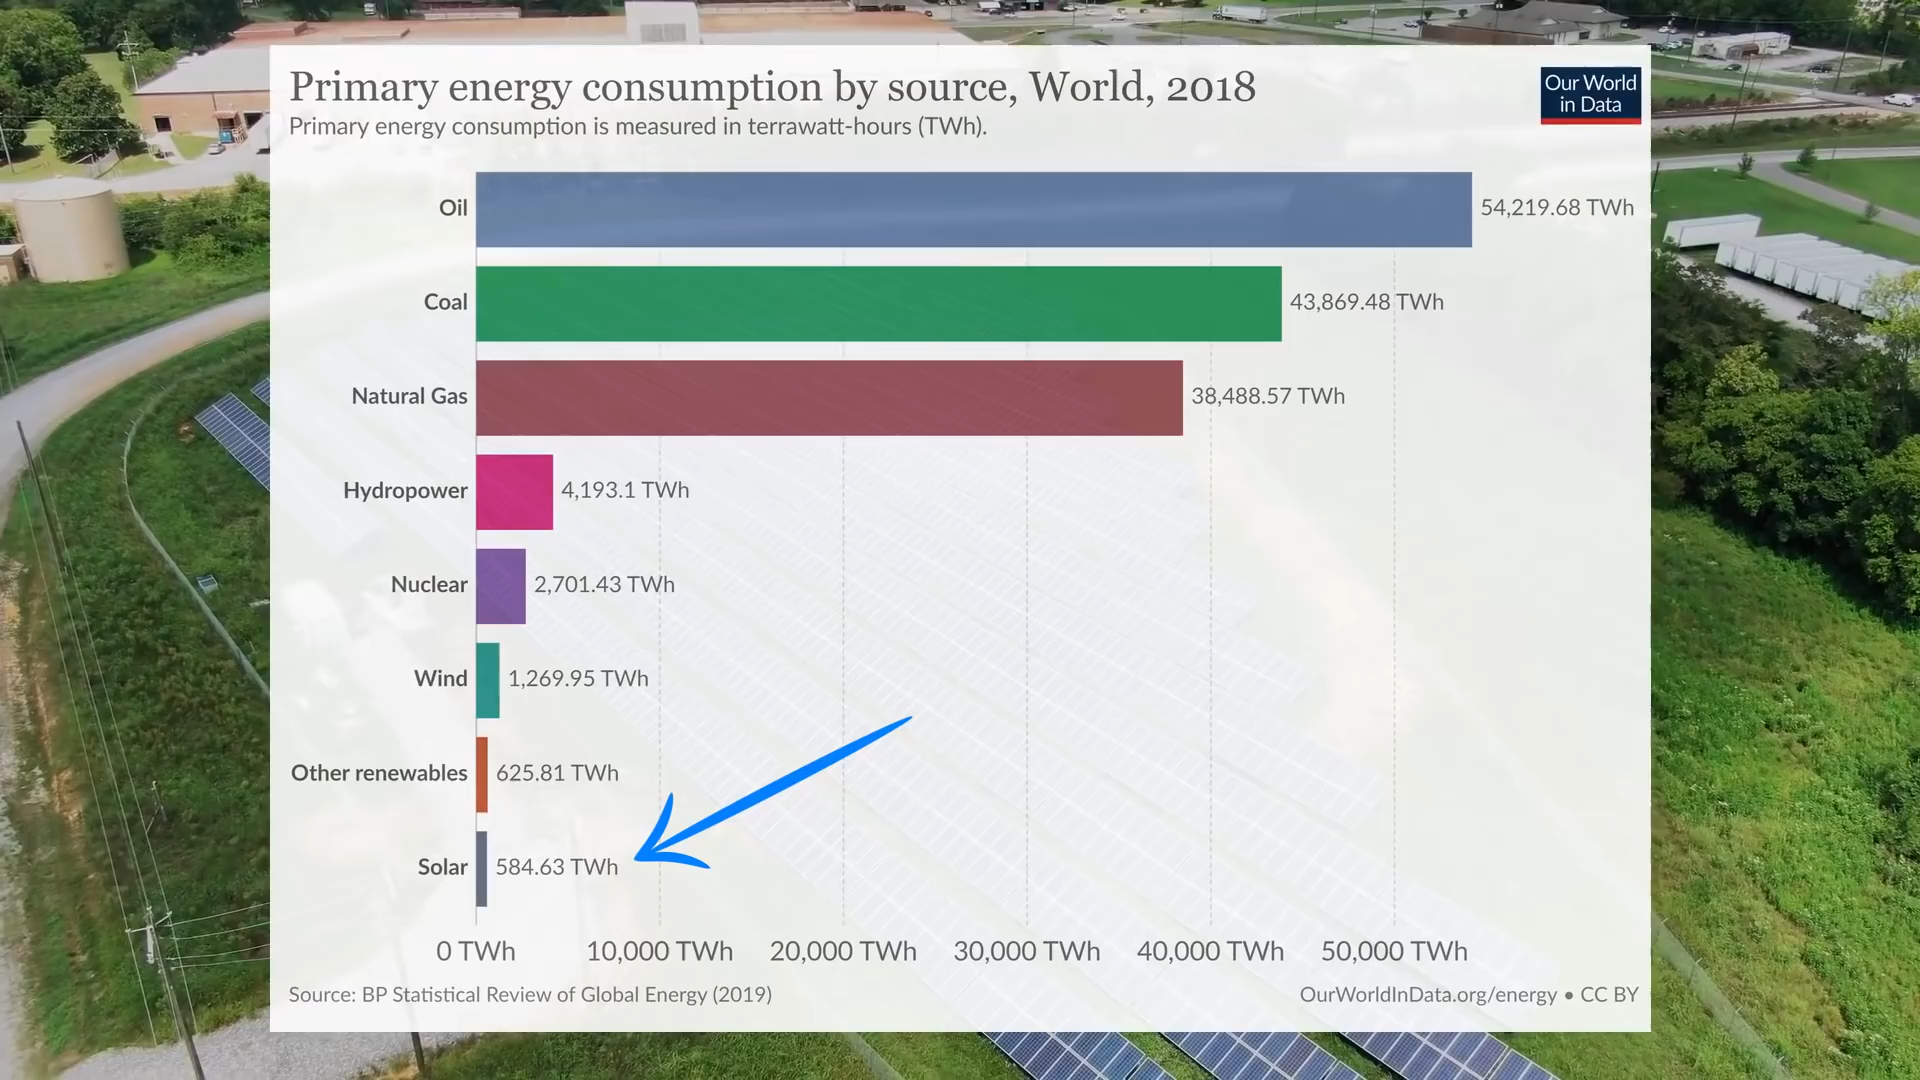 Primary energy consumption by source, World, 2018
Our World
in Data
Primary energy consumption is measured in terrawatt-hours (TWh).
Oil 54,219.68 TWh
Coal 43,869.48 TWh
Natural Gas 38,488.57 TWh
Hydropower 4,193.1 TWh
Nuclear 2,701.43 TWh
Wind 1,269.95 TWh
Other renewables 625.81 TWh
Solar 584.63 TWh
0 TWh 10,000 TWh 20,000 TWh 30,000 TWh 40,000 TWh 50,000 TWh
Source: BP Statistical Review of Global Energy (2019) OurWorldInData.org/energy • CC BY